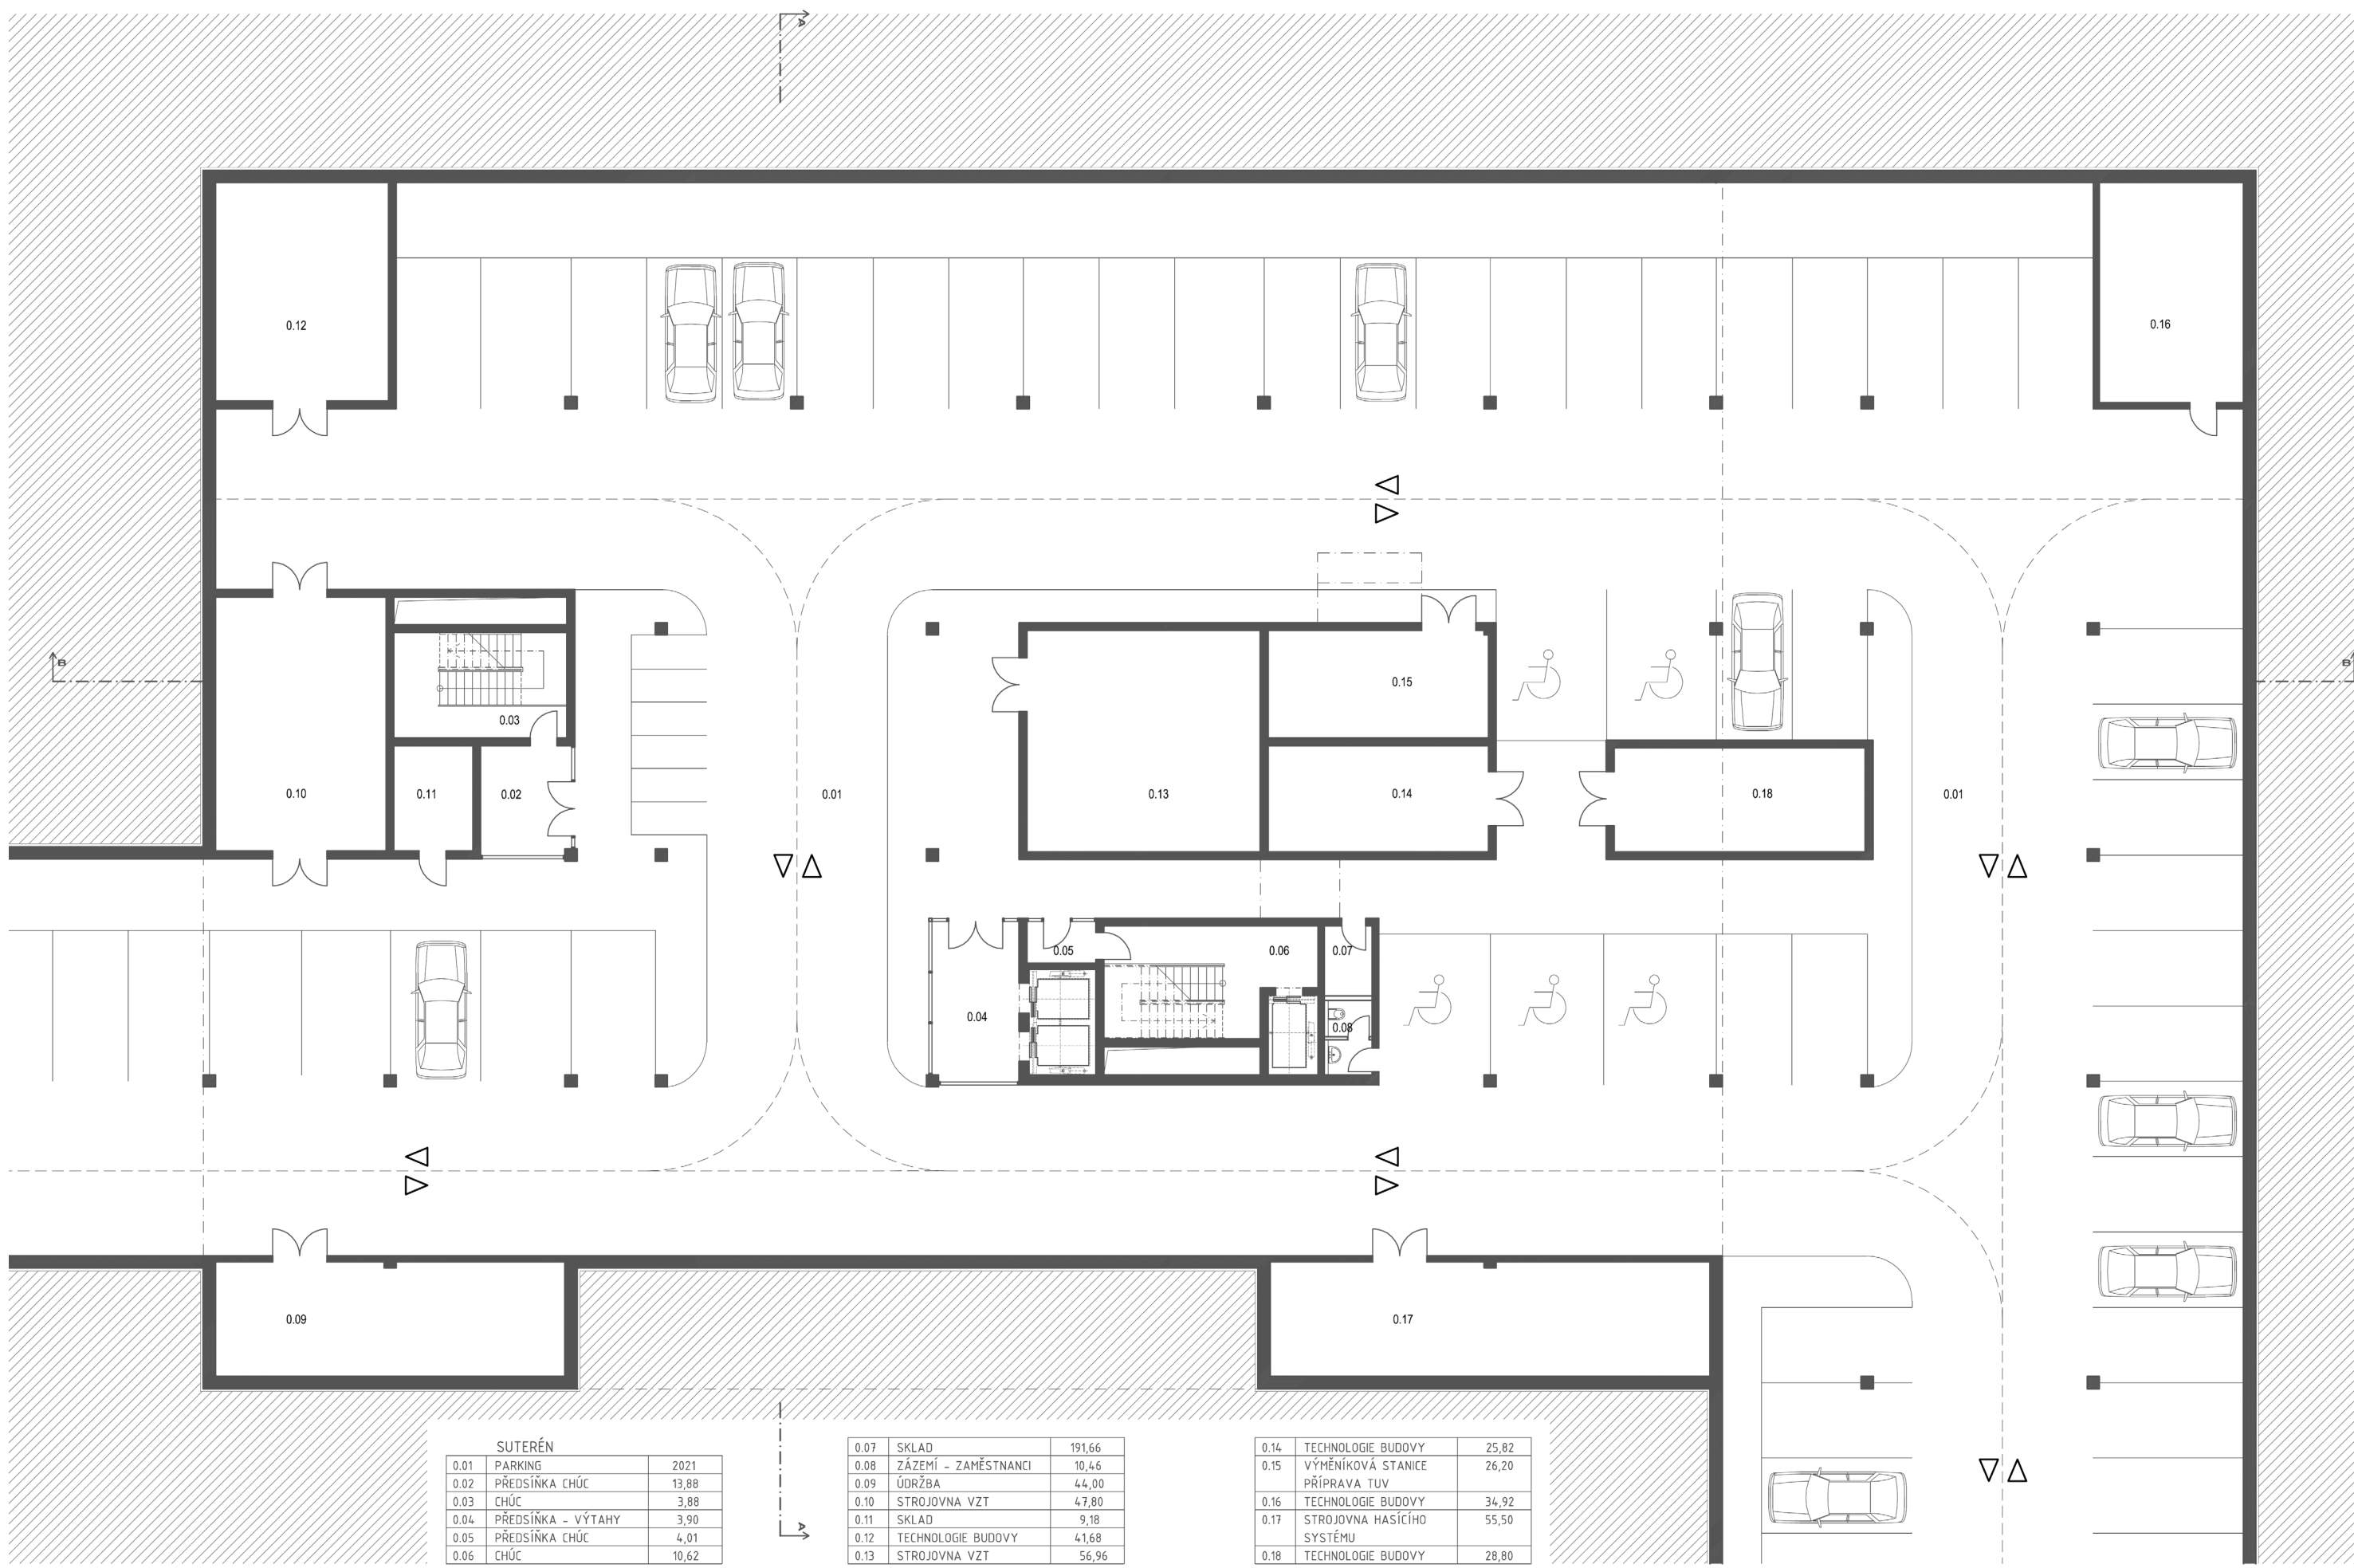 A
0.12
0.16
B
0.03
0.15
B
0.10
0.11
0.02
0.01
0.13
0.14
0.18
0.01
0.05
0.06
0.07
0.04
0.08
0.09
0.17
SUTERÉN
0.01 PARKING 2021
0.02 PŘEDSÍŇKA CHÚC 13,88
0.03 CHÚC 3,88
0.04 PŘEDSÍŇKA - VÝTAHY 3,90
0.05 PŘEDSÍŇKA CHÚC 4,01
0.06 CHÚC 10,62
A
0.07 SKLAD 191,66
0.08 ZÁZEMÍ - ZAMĚSTNANCI 10,46
0.09 ÚDRŽBA 44,00
0.10 STROJOVNA VZT 47,80
0.11 SKLAD 9,18
0.12 TECHNOLOGIE BUDOVY 41,68
0.13 STROJOVNA VZT 56,96
0.14 TECHNOLOGIE BUDOVY 25,82
0.15 VÝMĚNÍKOVÁ STANICE 26,20
PŘÍPRAVA TUV
0.16 TECHNOLOGIE BUDOVY 34,92
0.17 STROJOVNA HASÍCÍHO 55,50
SYSTÉMU
0.18 TECHNOLOGIE BUDOVY 28,80